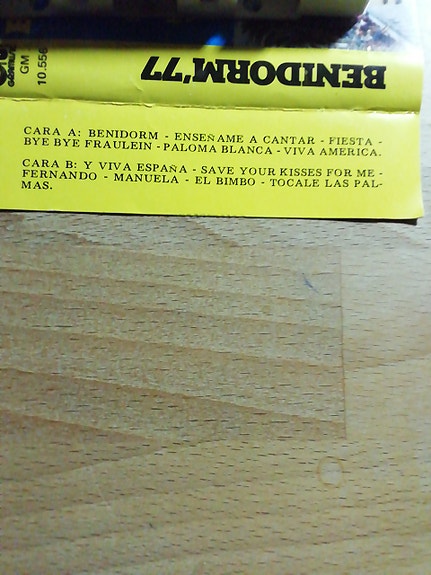 GM
10.556
BENIDORM'77
CARA A: BENIDORM - ENSEÑAME A CANTAR - FIESTA -
BYE BYE FRAULEIN - PALOMA BLANCA - VIVA AMERICA.
CARA B: Y VIVA ESPAÑA - SAVE YOUR KISSES FOR ME -
FERNANDO - MANUELA - EL BIMBO - TOCALE LAS PAL-
MAS.